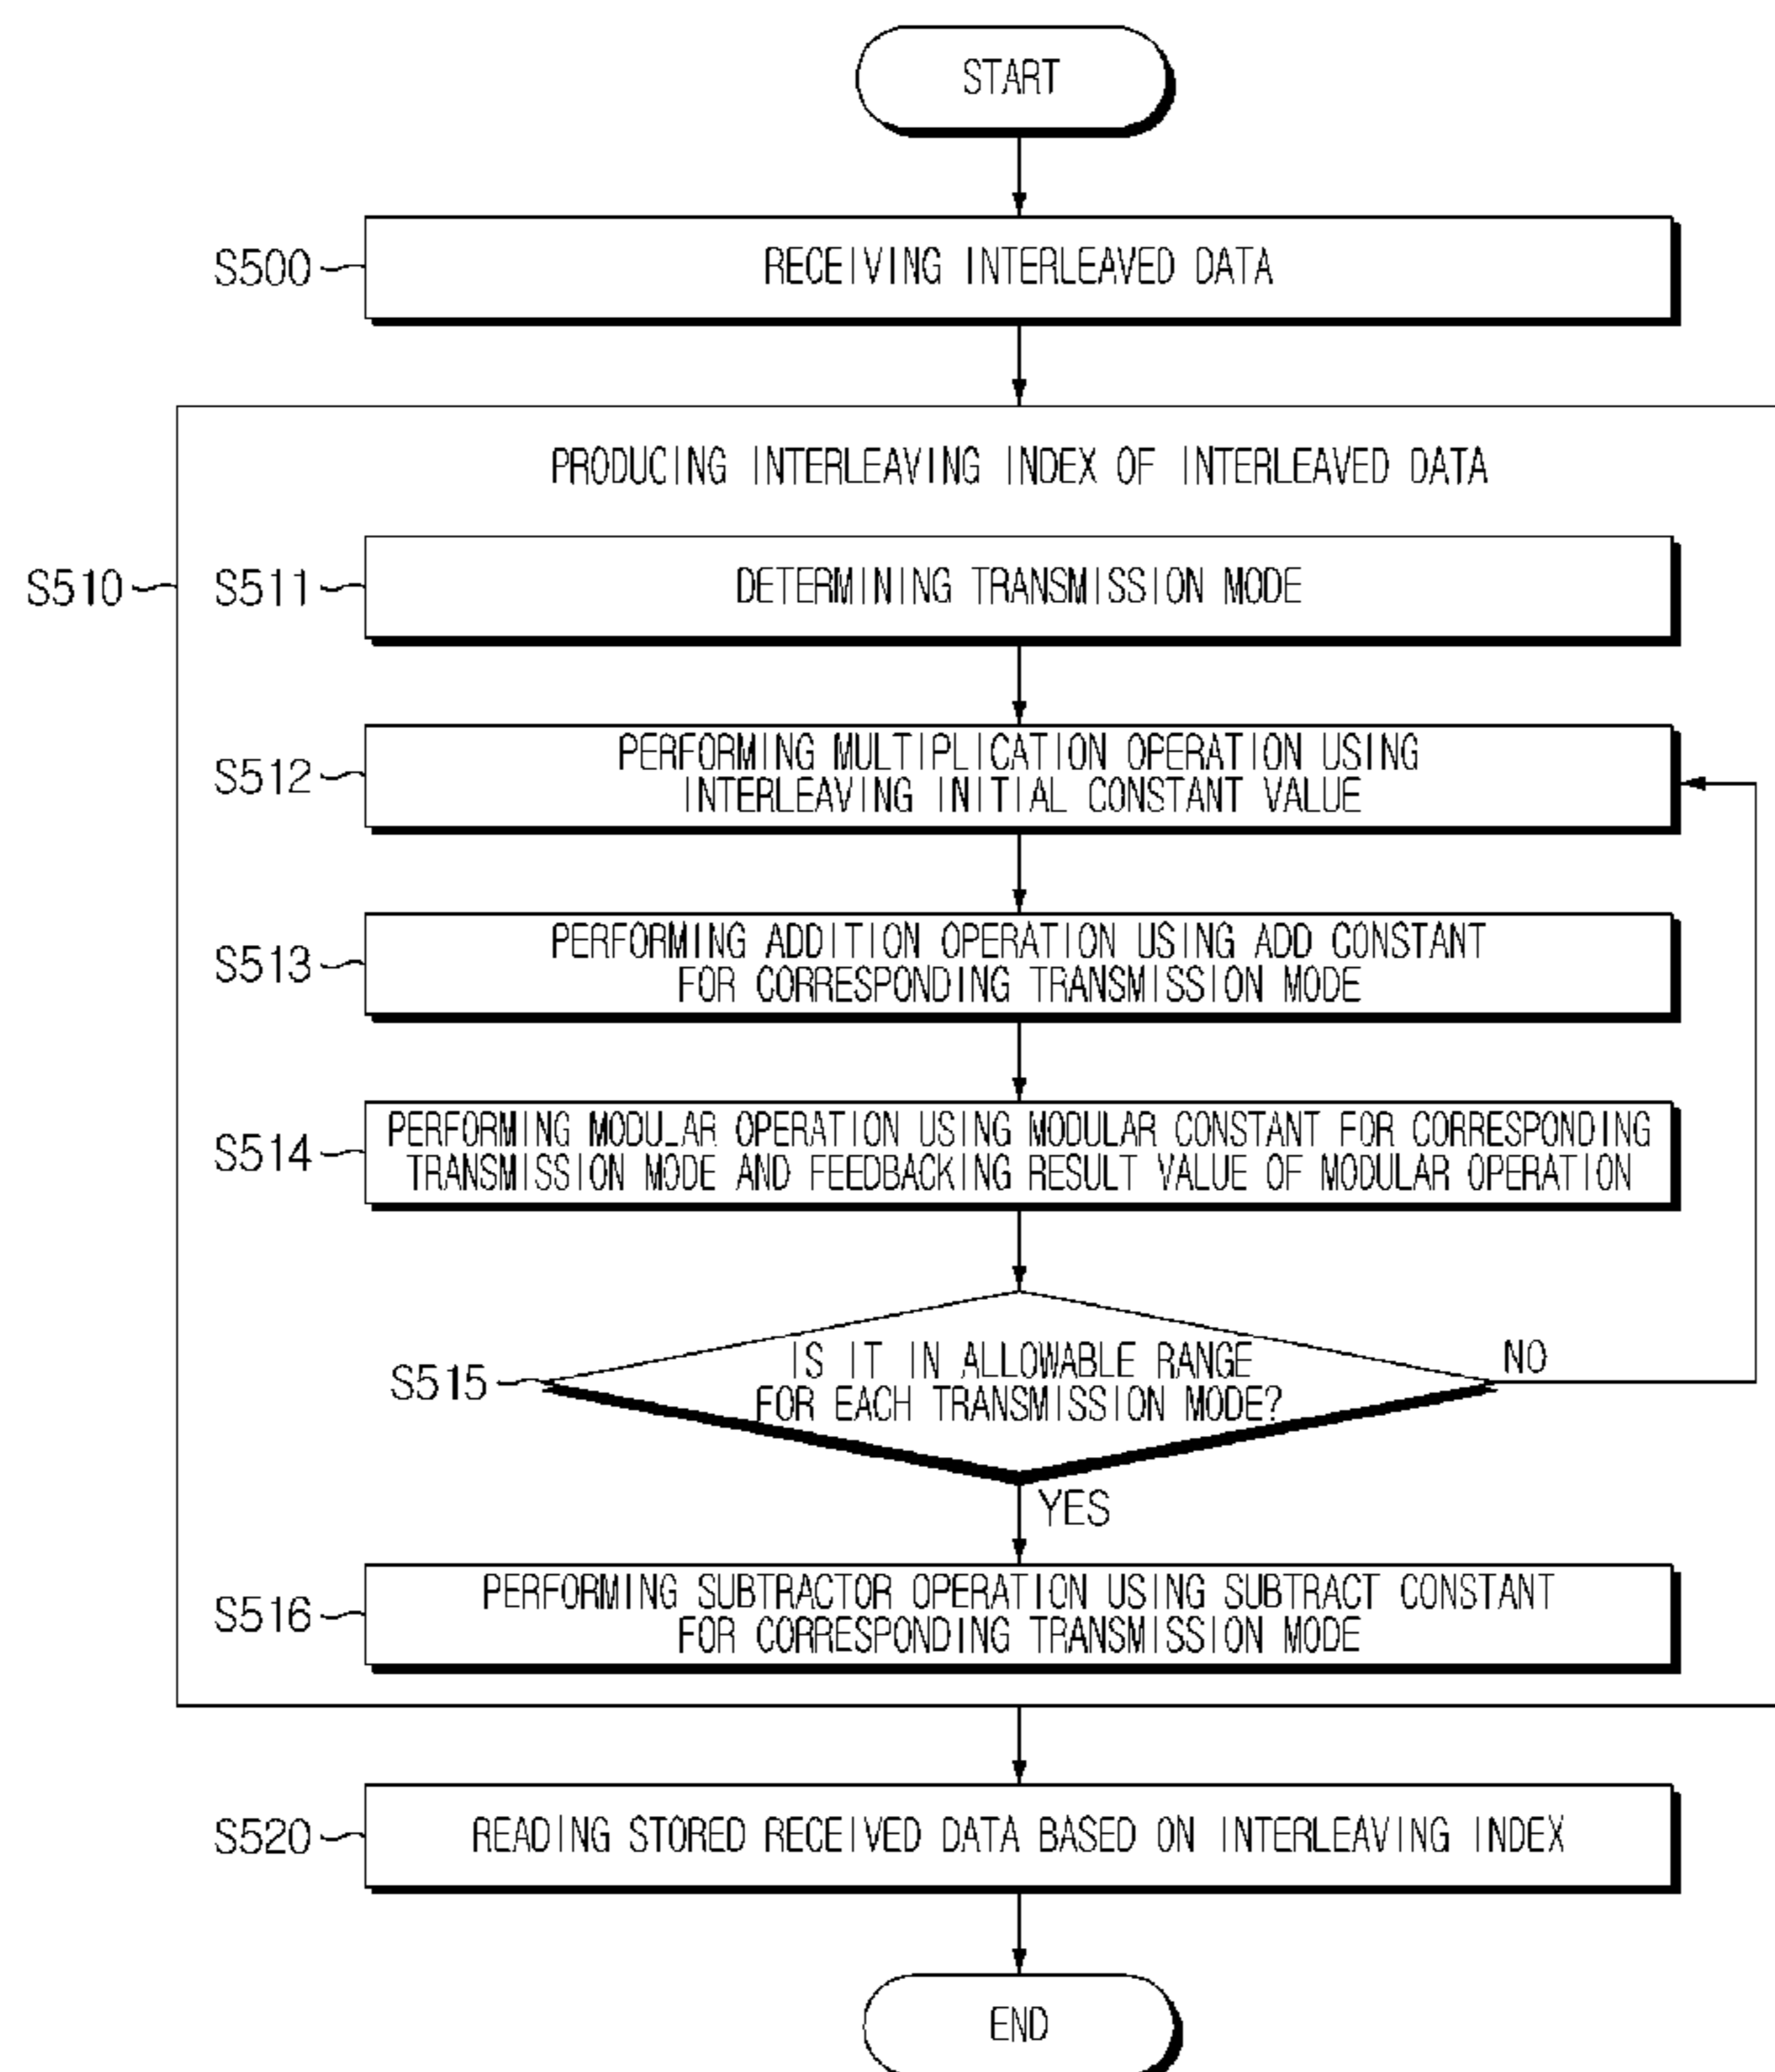 START
S500
RECEIVING INTERLEAVED DATA
PRODUCING INTERLEAVING INDEX OF INTERLEAVED DATA
S510
S511
DETERMINING TRANSMISSION MODE
S512
PERFORMING MULTIPLICATION OPERATION USING
INTERLEAVING INITIAL CONSTANT VALUE
S513
PERFORMING ADDITION OPERATION USING ADD CONSTANT
FOR CORRESPONDING TRANSMISSION MODE
S514
PERFORMING MODULAR OPERATION USING MODULAR CONSTANT FOR CORRESPONDING
TRANSMISSION MODE AND FEEDBACKING RESULT VALUE OF MODULAR OPERATION
S515
IS IT IN ALLOWABLE RANGE
FOR EACH TRANSMISSION MODE?
NO
YES
S516
PERFORMING SUBTRACTOR OPERATION USING SUBTRACT CONSTANT
FOR CORRESPONDING TRANSMISSION MODE
S520
READING STORED RECEIVED DATA BASED ON INTERLEAVING INDEX
END